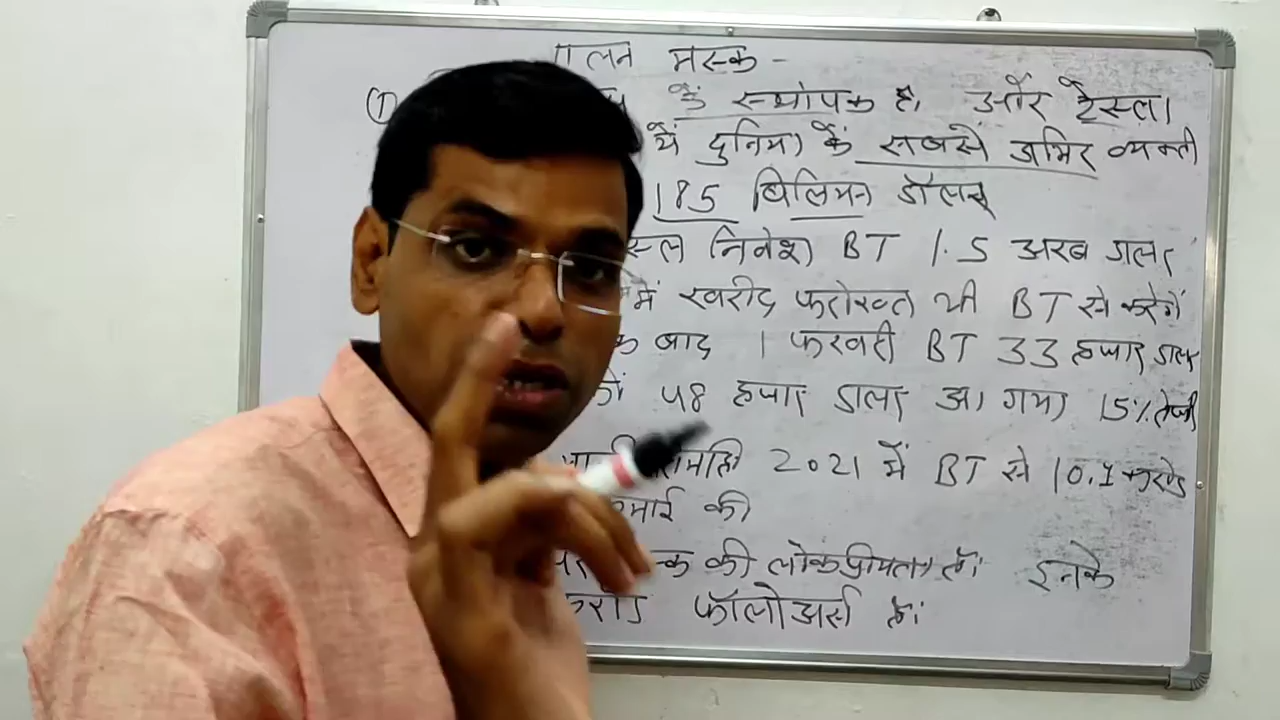 मस्क -
① के स्थापक है, और टैस्ला
ये दुनिया के सबसे अमिर व्यक्ती
185 बिलियन डॉलर
निवेश BT 1.5 अरब डालर
में खरीद फरोख्त भी BT से करेगें
बाद 1 फरवरी BT 33 हजार डालर
48 हजार डालर आ गया 15% तेजी
2021 में BT से 10.1 करोड
कमाई की
की लोकप्रीयता है। इनके
फॉलोअर्स है।